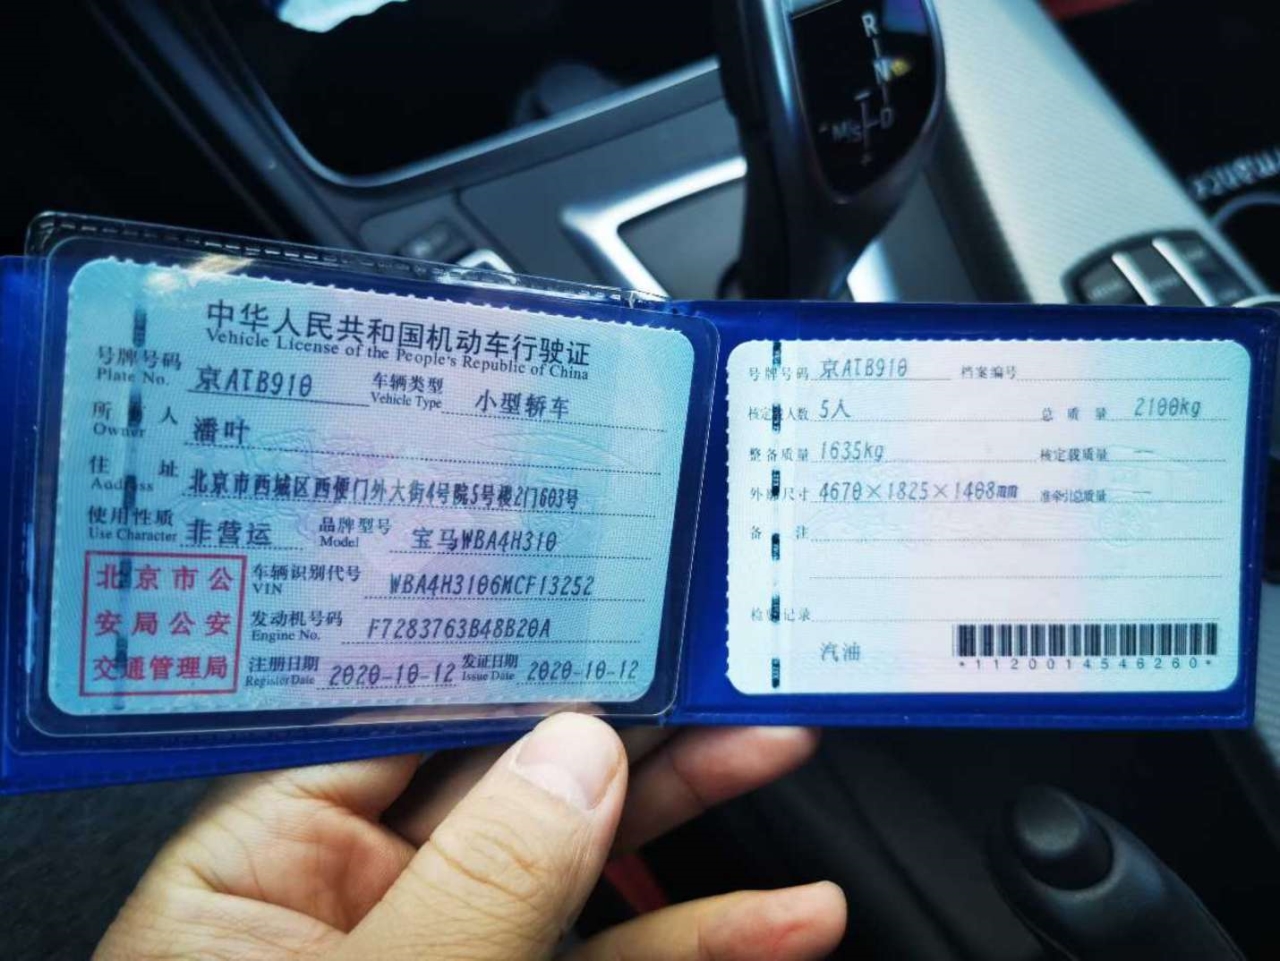 R
N
M/S
D
中华人民共和国机动车行驶证
Vehicle License of the People's Republic of China
号牌号码 京ATB910 车辆类型 小型轿车
Plate No. Vehicle Type
所有人 潘叶
Owner
住址 北京市西城区西便门外大街4号院5号楼2门603号
Address
使用性质 非营运 品牌型号 宝马WBA4H310
Use Character Model
北京市公
安局公安
交通管理局
车辆识别代号 WBA4H3106MCF13252
VIN
发动机号码 F7283763B48B20A
Engine No.
注册日期 2020-10-12 发证日期 2020-10-12
Register Date Issue Date
号牌号码 京ATB910 档案编号
核定载人数 5人 总质量 2100kg
整备质量 1635kg 核定载质量 —
外廓尺寸 4670×1825×1408 准牵引总质量 —
备注
检验记录
汽油
*1120014546260*